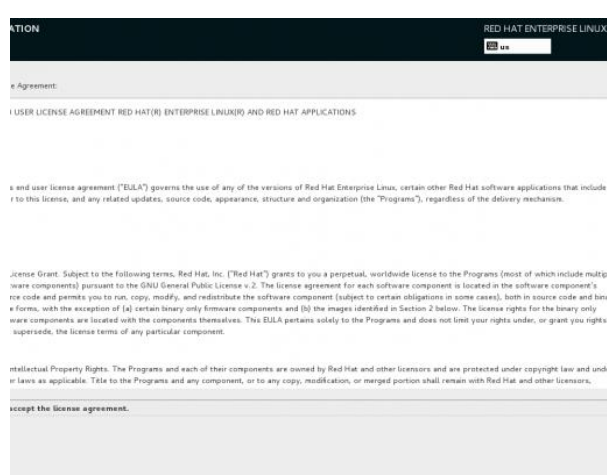 ATION
RED HAT ENTERPRISE LINUX
us
e Agreement:
USER LICENSE AGREEMENT RED HAT(R) ENTERPRISE LINUX(R) AND RED HAT APPLICATIONS
s end user license agreement ("EULA") governs the use of any of the versions of Red Hat Enterprise Linux, certain other Red Hat software applications that include
r to this license, and any related updates, source code, appearance, structure and organization (the "Programs"), regardless of the delivery mechanism.
License Grant. Subject to the following terms, Red Hat, Inc. ("Red Hat") grants to you a perpetual, worldwide license to the Programs (most of which include multip
ware components) pursuant to the GNU General Public License v.2. The license agreement for each software component is located in the software component's
rce code and permits you to run, copy, modify, and redistribute the software component (subject to certain obligations in some cases), both in source code and bina
e forms, with the exception of (a) certain binary only firmware components and (b) the images identified in Section 2 below. The license rights for the binary only
ware components are located with the components themselves. This EULA pertains solely to the Programs and does not limit your rights under, or grant you rights
supersede, the license terms of any particular component.
ntellectual Property Rights. The Programs and each of their components are owned by Red Hat and other licensors and are protected under copyright law and unde
er laws as applicable. Title to the Programs and any component, or to any copy, modification, or merged portion shall remain with Red Hat and other licensors,
accept the license agreement.